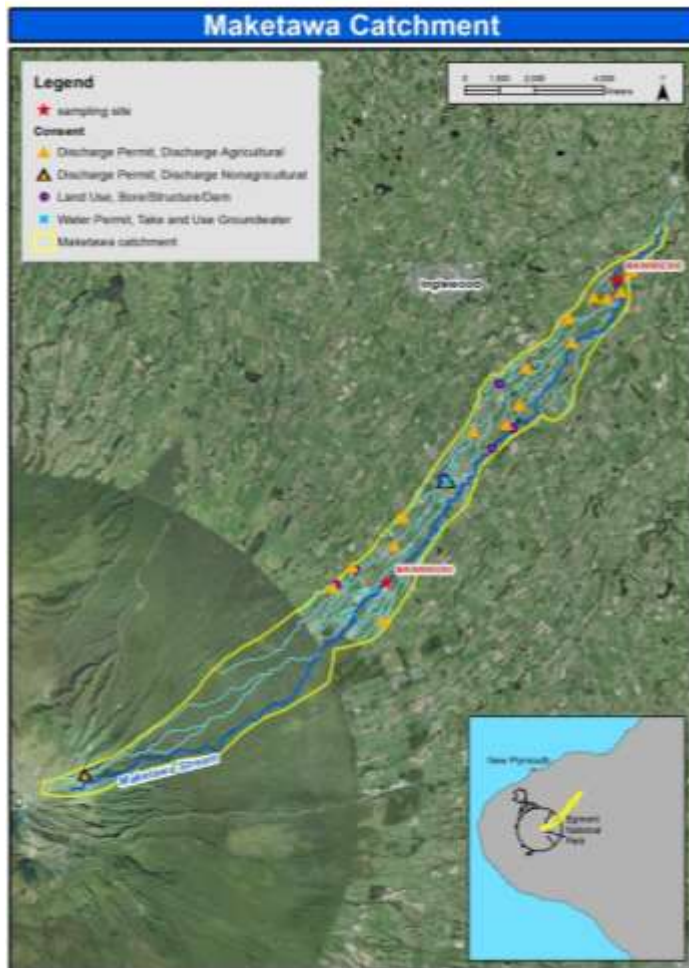 Maketawa Catchment
Legend
sampling site
Consent
Discharge Permit, Discharge Agricultural
Discharge Permit, Discharge Nonagricultural
Land Use, Bore/Structure/Dam
Water Permit, Take and Use Groundwater
Maketawa catchment
Meters
Inglewood
Maketawa Stream
New Plymouth
Egmont
National
Park